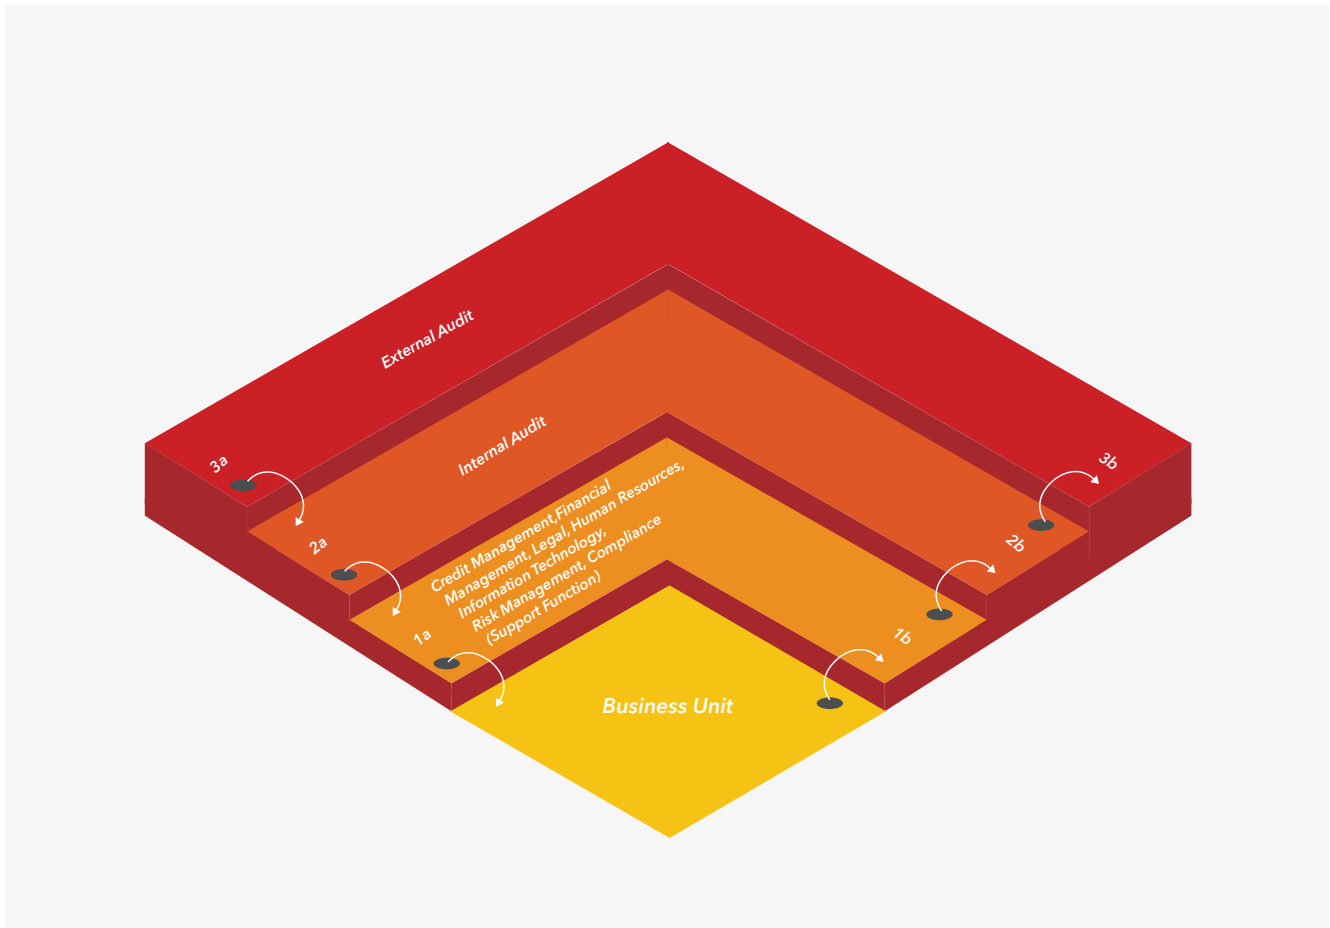 External Audit
3a
3b
Internal Audit
2a
2b
Credit Management,Financial
Management, Legal, Human Resources,
Information Technology,
Risk Management, Compliance
(Support Function)
1a
1b
Business Unit